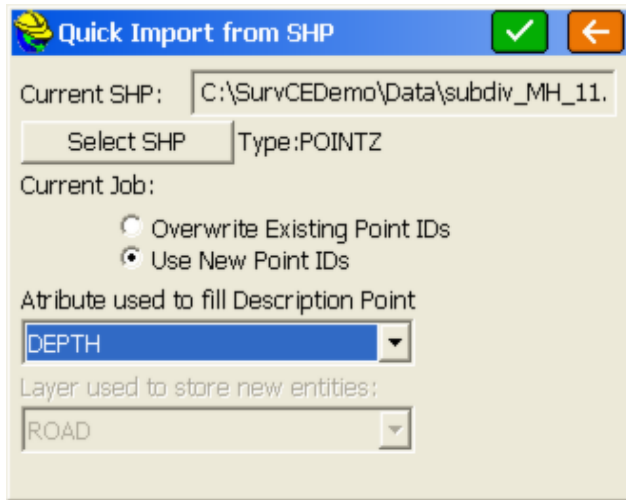 Quick Import from SHP
Current SHP: C:\SurvCEDemo\Data\subdiv_MH_11.
Select SHP Type:POINTZ
Current Job:
Overwrite Existing Point IDs
Use New Point IDs
Atribute used to fill Description Point
DEPTH
Layer used to store new entities:
ROAD